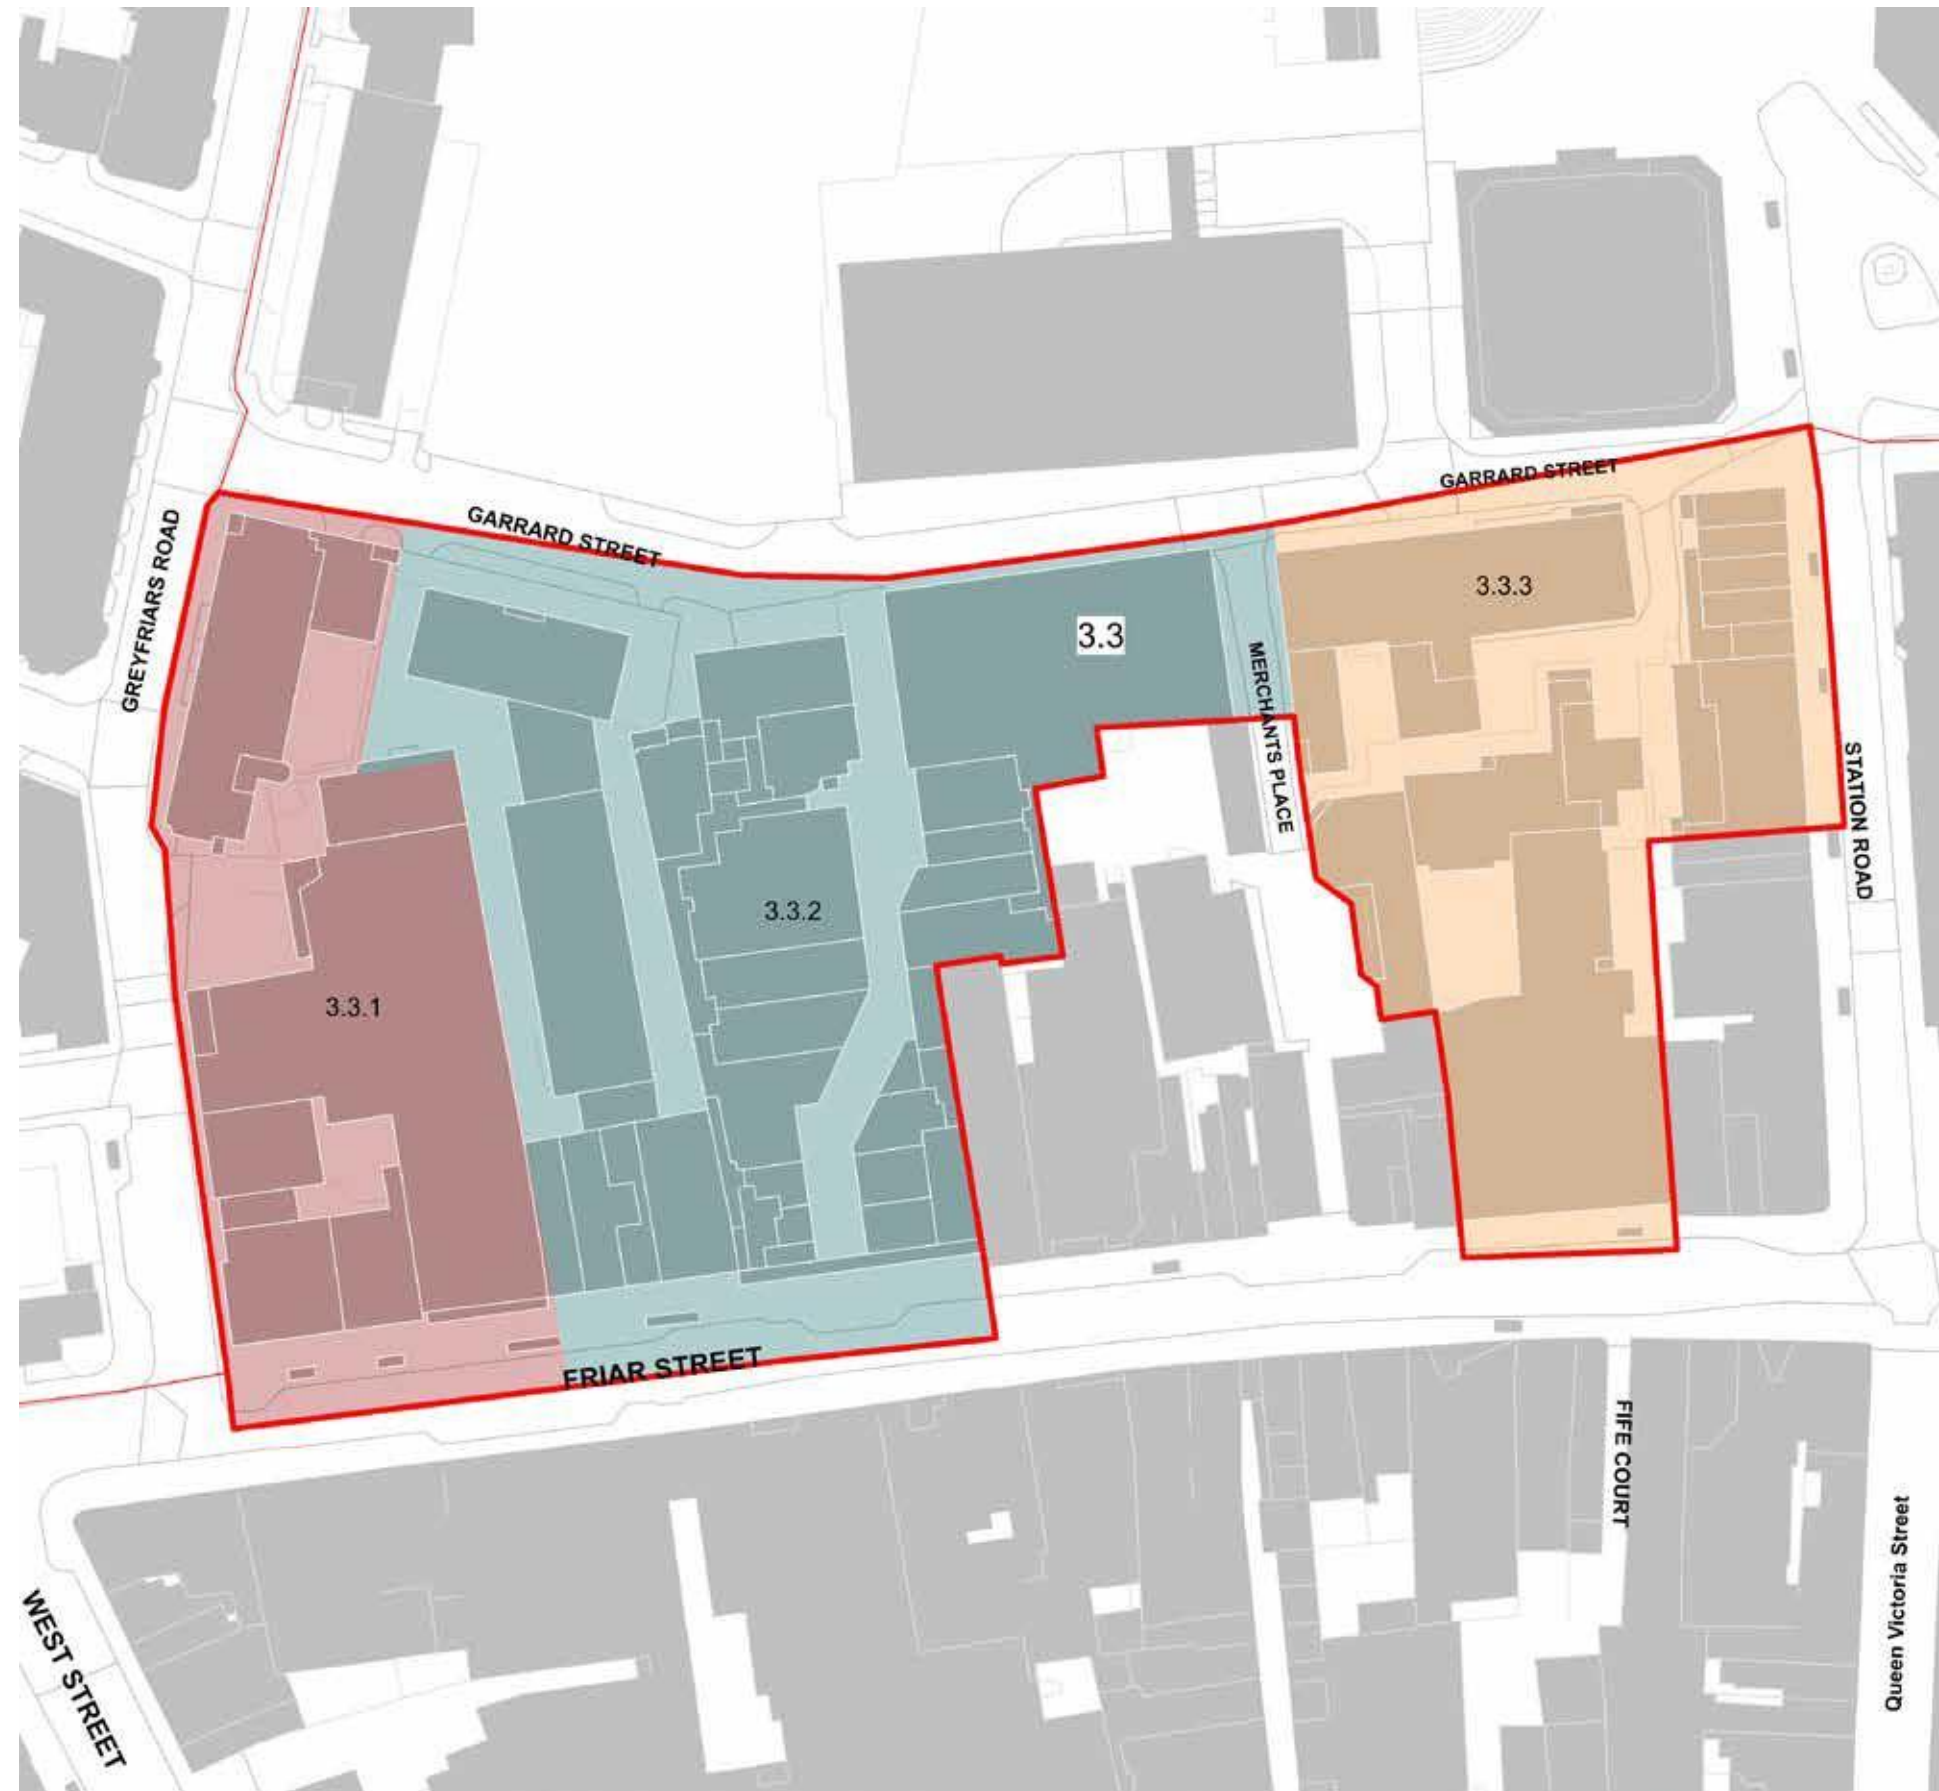 GARRARD STREET
GARRARD STREET
GREYFRIARS ROAD
3.3.3
3.3
MERCHANTS PLACE
STATION ROAD
3.3.2
3.3.1
FRIAR STREET
FIFE COURT
Queen Victoria Street
WEST STREET